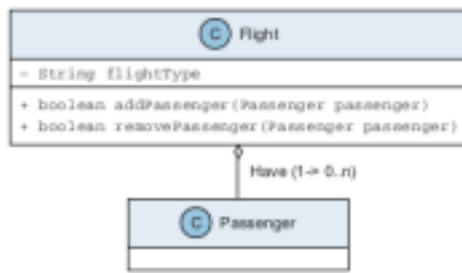 C Flight
- String flightType
+ boolean addPassenger(Passenger passenger)
+ boolean removePassenger(Passenger passenger)
Have (1-> 0..n)
C Passenger